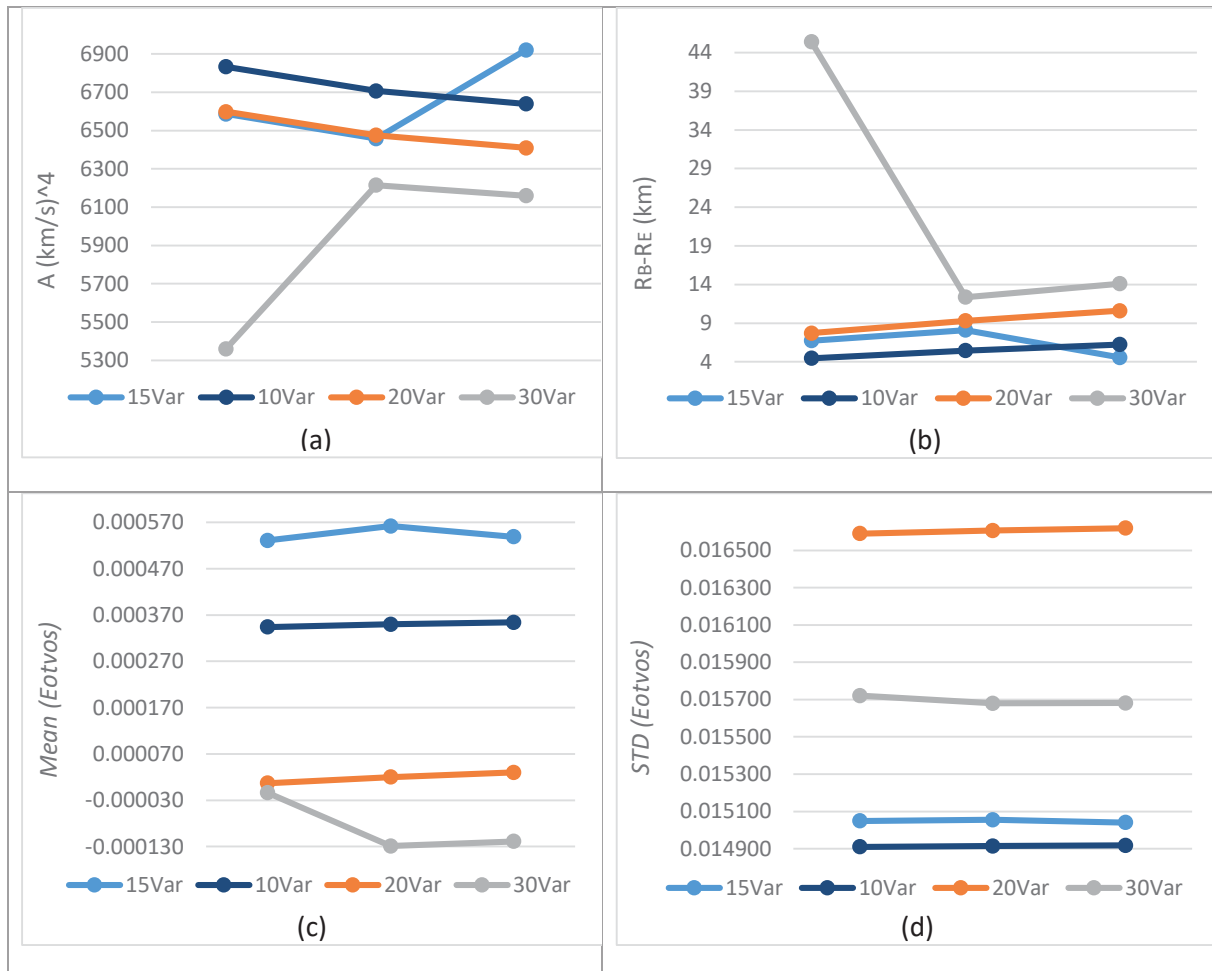 6900
6700
6500
6300
6100
5900
5700
5500
5300
A (km/s)^4
15Var 10Var 20Var 30Var
(a)
44
39
34
29
24
19
14
9
4
RB-RE (km)
15Var 10Var 20Var 30Var
(b)
0.000570
0.000470
0.000370
0.000270
0.000170
0.000070
-0.000030
-0.000130
Mean (Eotvos)
15Var 10Var 20Var 30Var
(c)
0.016500
0.016300
0.016100
0.015900
0.015700
0.015500
0.015300
0.015100
0.014900
STD (Eotvos)
15Var 10Var 20Var 30Var
(d)